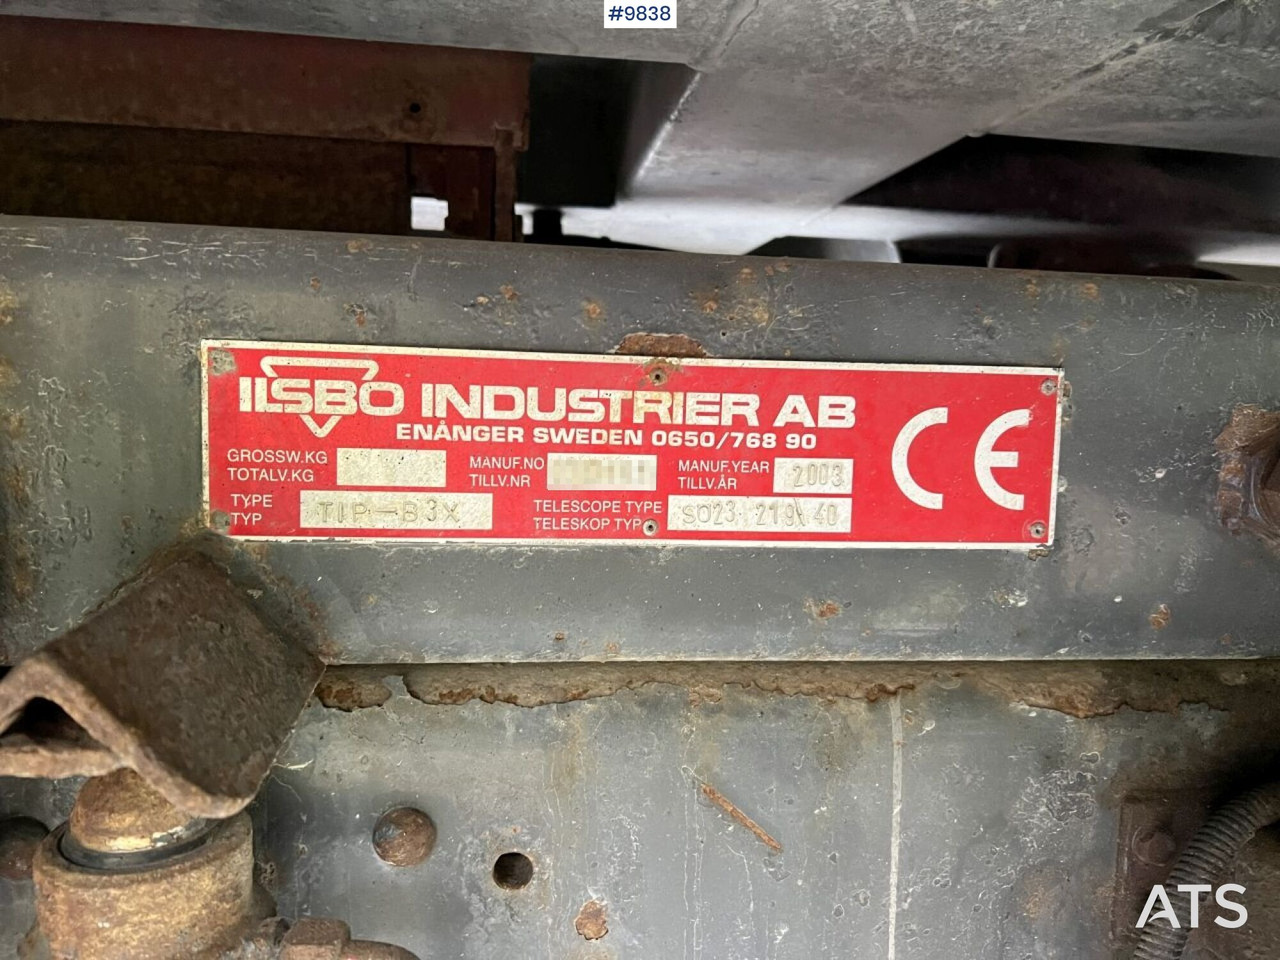 #9838
ILSBO INDUSTRIER AB
ENÅNGER SWEDEN 0650/768 90
GROSSW.KG
TOTALV.KG
MANUF.NO
TILLV.NR
MANUF.YEAR
TILLV.ÅR
2003
TYPE
TYP
TIP-B3X
TELESCOPE TYPE
TELESKOP TYP
219 40
CE
ATS